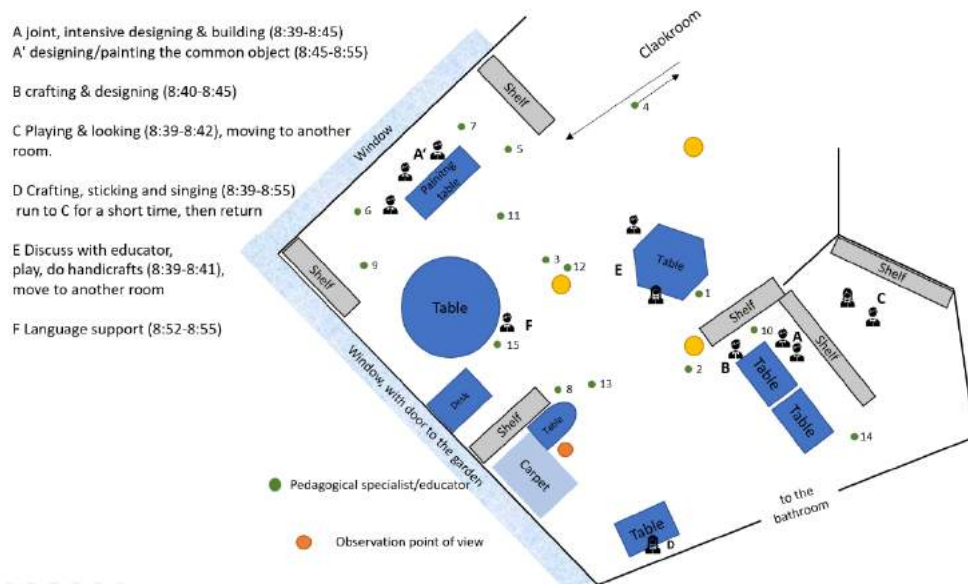 A joint, intensive designing & building (8:39-8:45)
A' designing/painting the common object (8:45-8:55)
B crafting & designing (8:40-8:45)
C Playing & looking (8:39-8:42), moving to another
room.
D Crafting, sticking and singing (8:39-8:55)
run to C for a short time, then return
E Discuss with educator,
play, do handicrafts (8:39-8:41),
move to another room
F Language support (8:52-8:55)
Claokroom
4
Shelf
Window
7
A'
5
Painitng
table
6
11
9
Shelf
3
12
E
Table
1
Shelf
C
Table
F
15
Shelf
10
A
B
2
Shelf
Table
Table
14
8
13
Desk
Shelf
Table
Carpet
Window, with door to the garden
Pedagogical specialist/educator
Observation point of view
Table
D
to the
bathroom